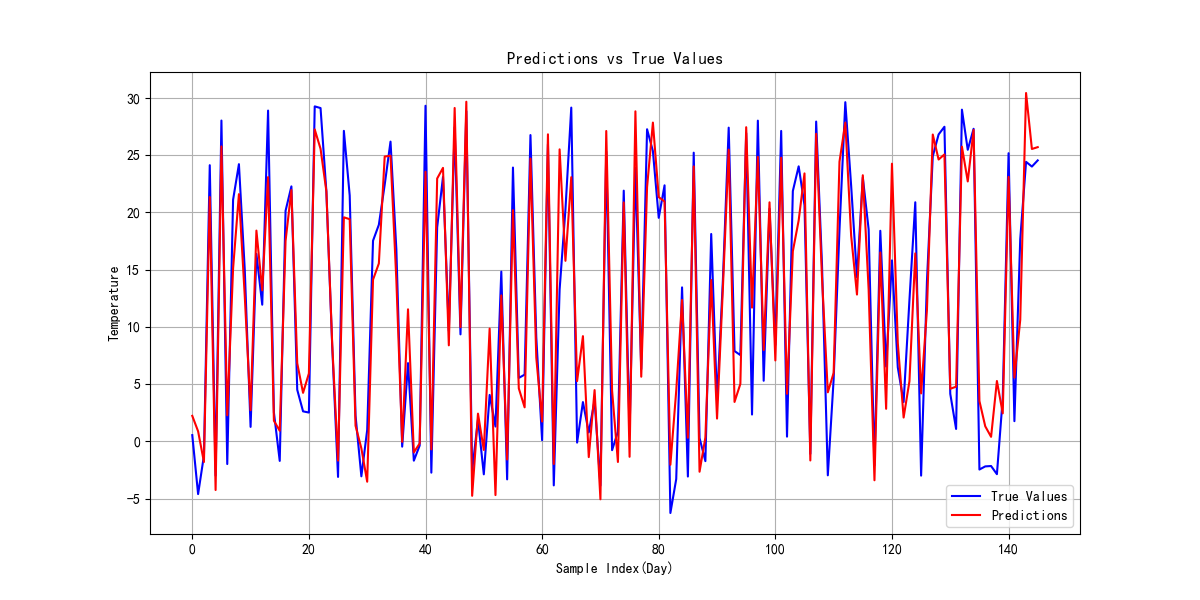 Predictions vs True Values
30
25
20
15
10
5
0
−5
Temperature
0 20 40 60 80 100 120 140
Sample Index(Day)
True Values
Predictions